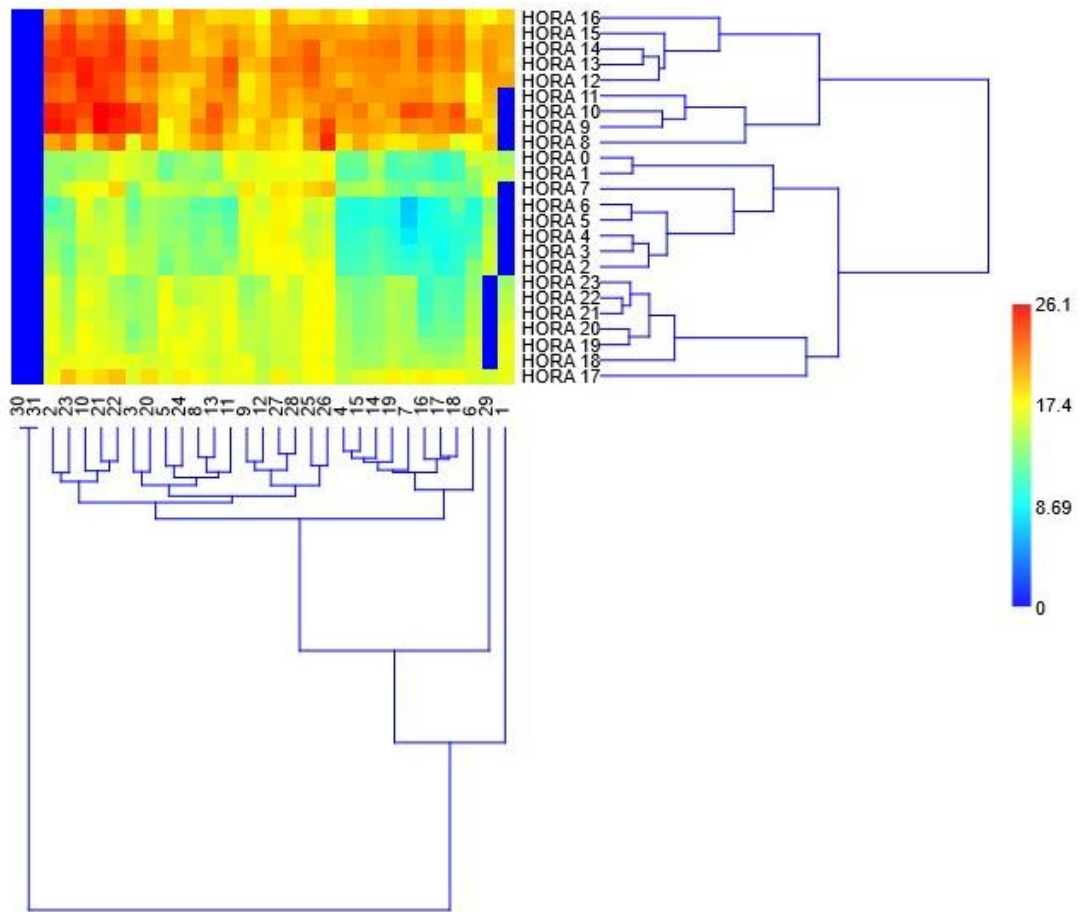 HORA 16
HORA 15
HORA 14
HORA 13
HORA 12
HORA 11
HORA 10
HORA 9
HORA 8
HORA 0
HORA 1
HORA 7
HORA 6
HORA 5
HORA 4
HORA 3
HORA 2
HORA 23
HORA 22
HORA 21
HORA 20
HORA 19
HORA 18
HORA 17
30
31
2
23
10
21
22
3
20
5
24
8
13
11
9
12
27
28
25
26
4
15
14
19
7
16
17
18
6
29
1
26.1
17.4
8.69
0